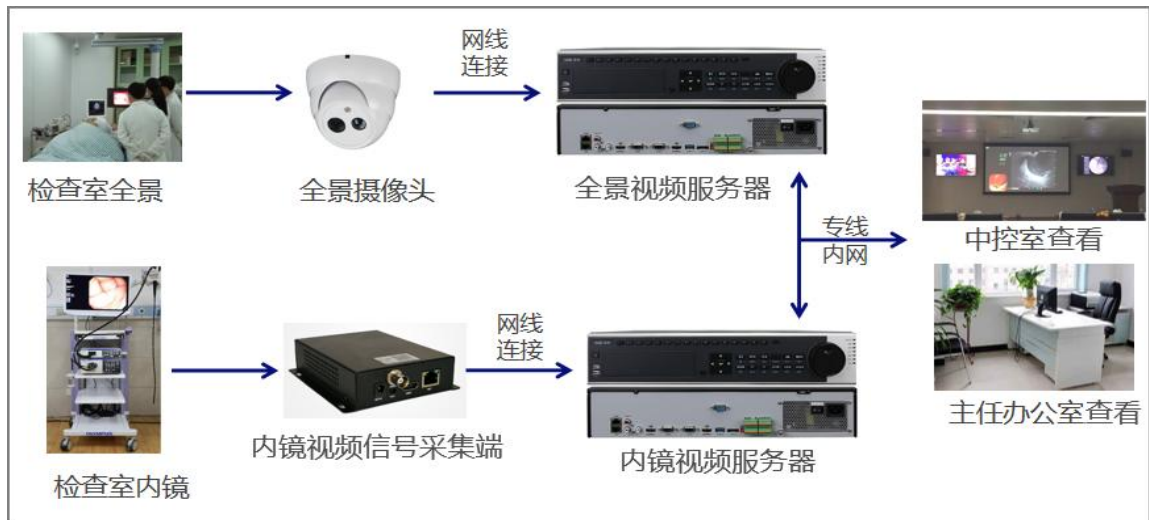 网线
连接
检查室全景
全景摄像头
全景视频服务器
专线
内网
中控室查看
网线
连接
主任办公室查看
检查室内镜
内镜视频信号采集端
内镜视频服务器